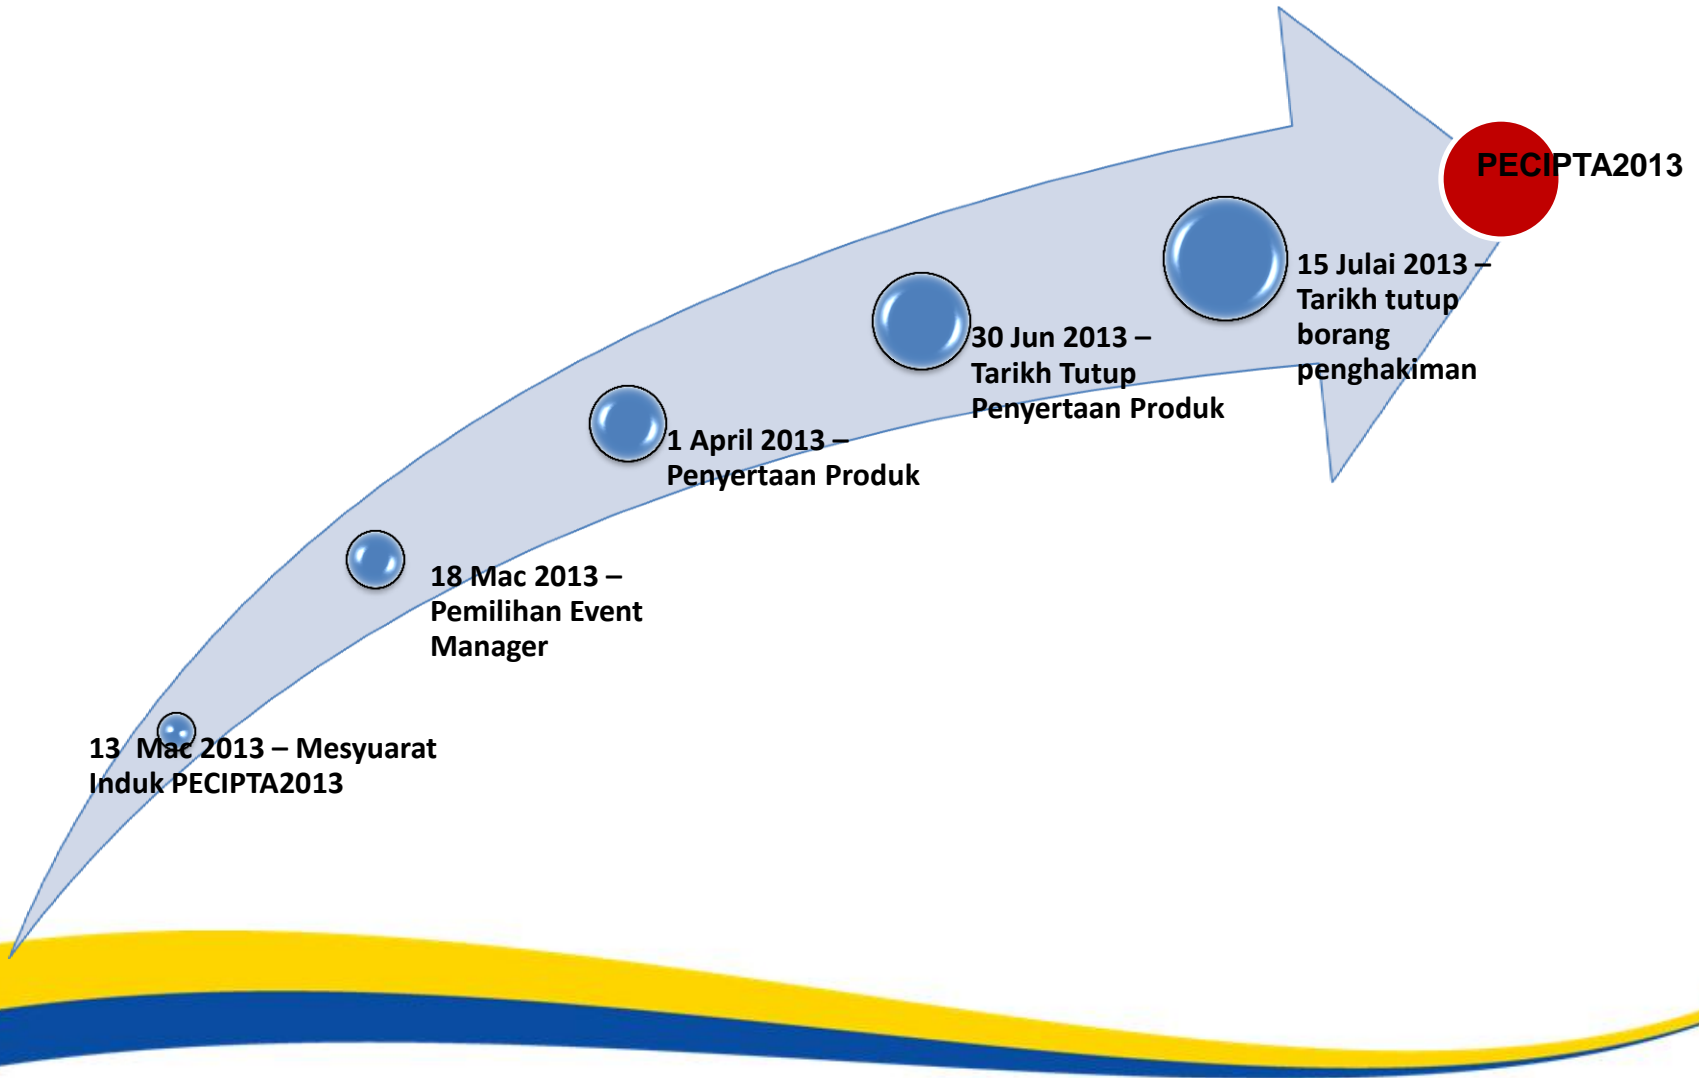 PECIPTA2013
15 Julai 2013 –
Tarikh tutup
borang
penghakiman
30 Jun 2013 –
Tarikh Tutup
Penyertaan Produk
1 April 2013 –
Penyertaan Produk
18 Mac 2013 –
Pemilihan Event
Manager
13  Mac 2013 – Mesyuarat
Induk PECIPTA2013